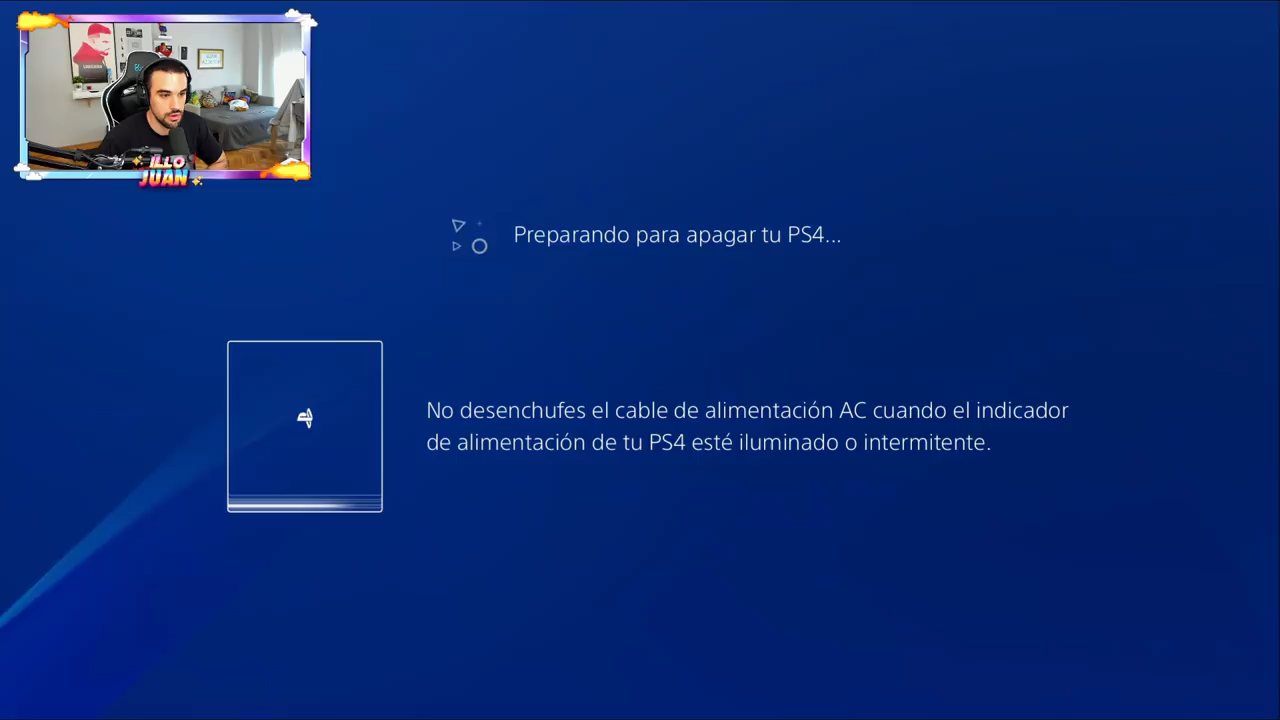 ILLO
JUAN
Preparando para apagar tu PS4...
No desenchufes el cable de alimentación AC cuando el indicador
de alimentación de tu PS4 esté iluminado o intermitente.